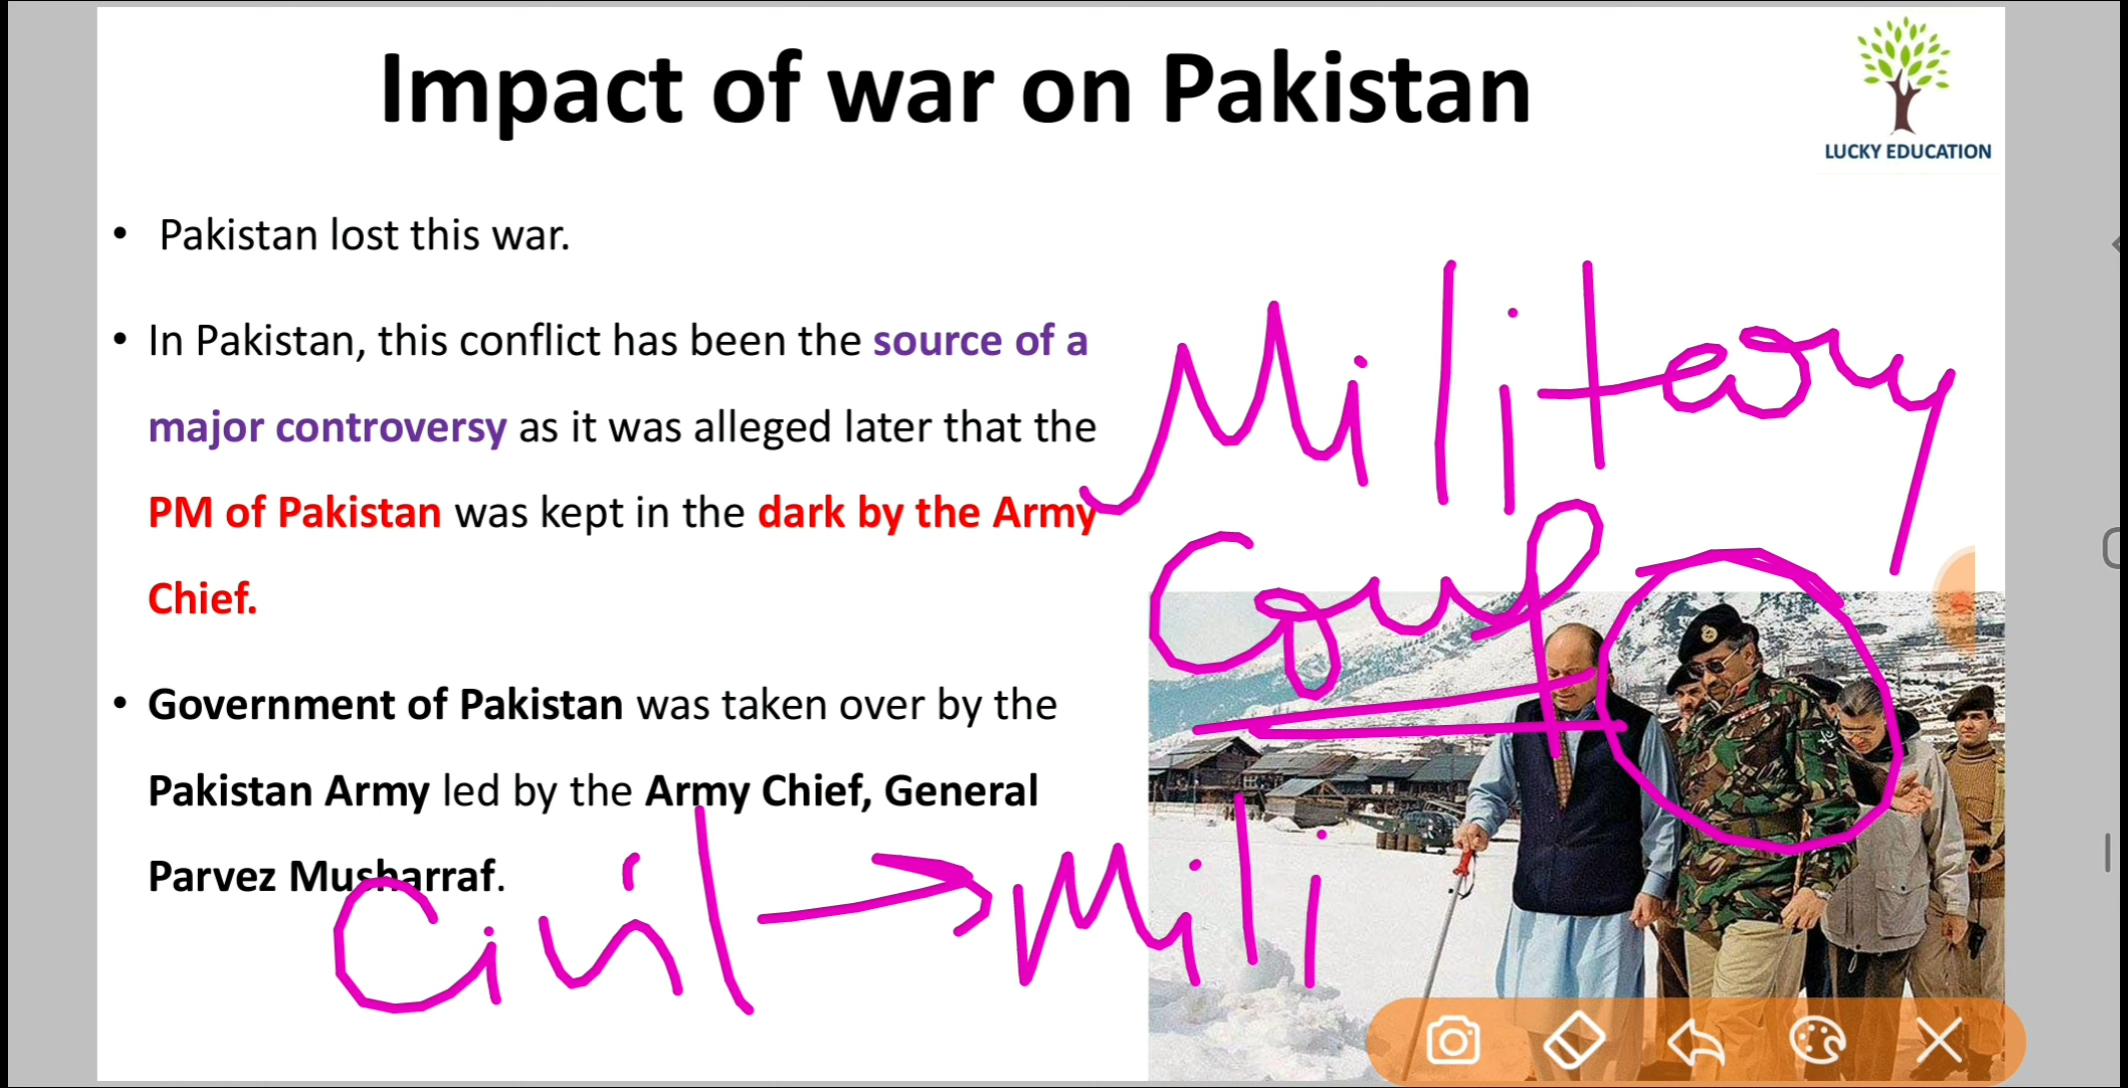 Impact of war on Pakistan
LUCKY EDUCATION
• Pakistan lost this war.
• In Pakistan, this conflict has been the source of a
major controversy as it was alleged later that the
PM of Pakistan was kept in the dark by the Army
Chief.
• Government of Pakistan was taken over by the
Pakistan Army led by the Army Chief, General
Parvez Musharraf.
Military
Coup
Civil → Mili